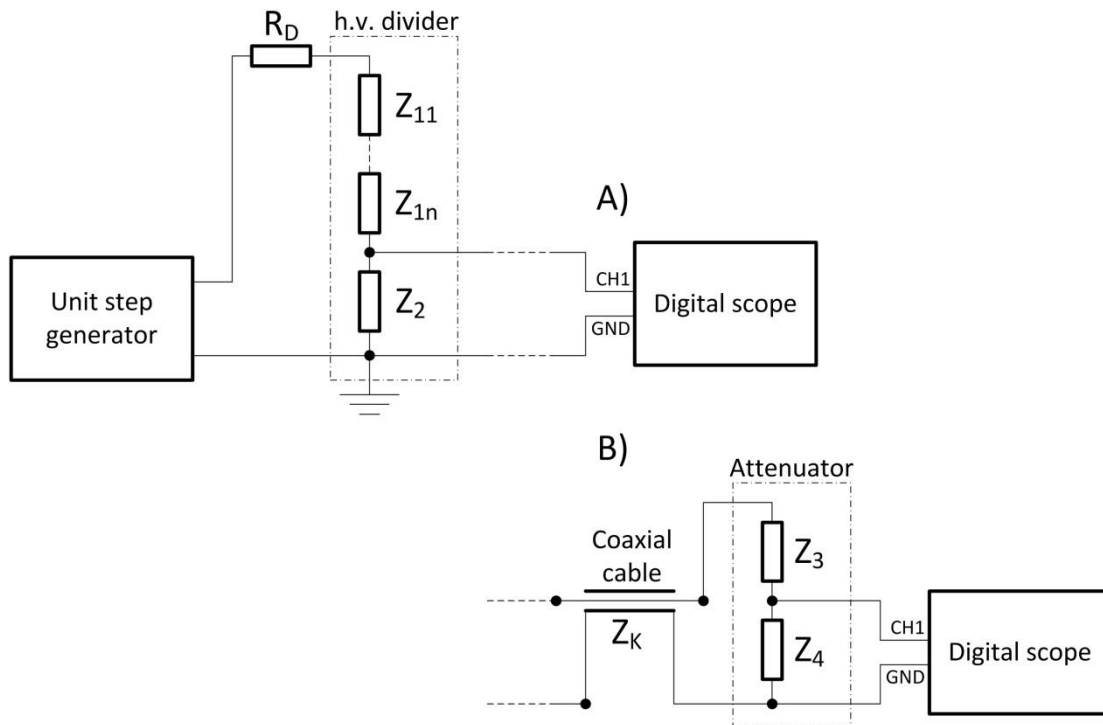 h.v. divider
R_D
Z_11
Z_1n
A)
CH1
Unit step
generator
Z_2
Digital scope
GND
B)
Attenuator
Coaxial
cable
Z_3
Z_K
CH1
Z_4
Digital scope
GND